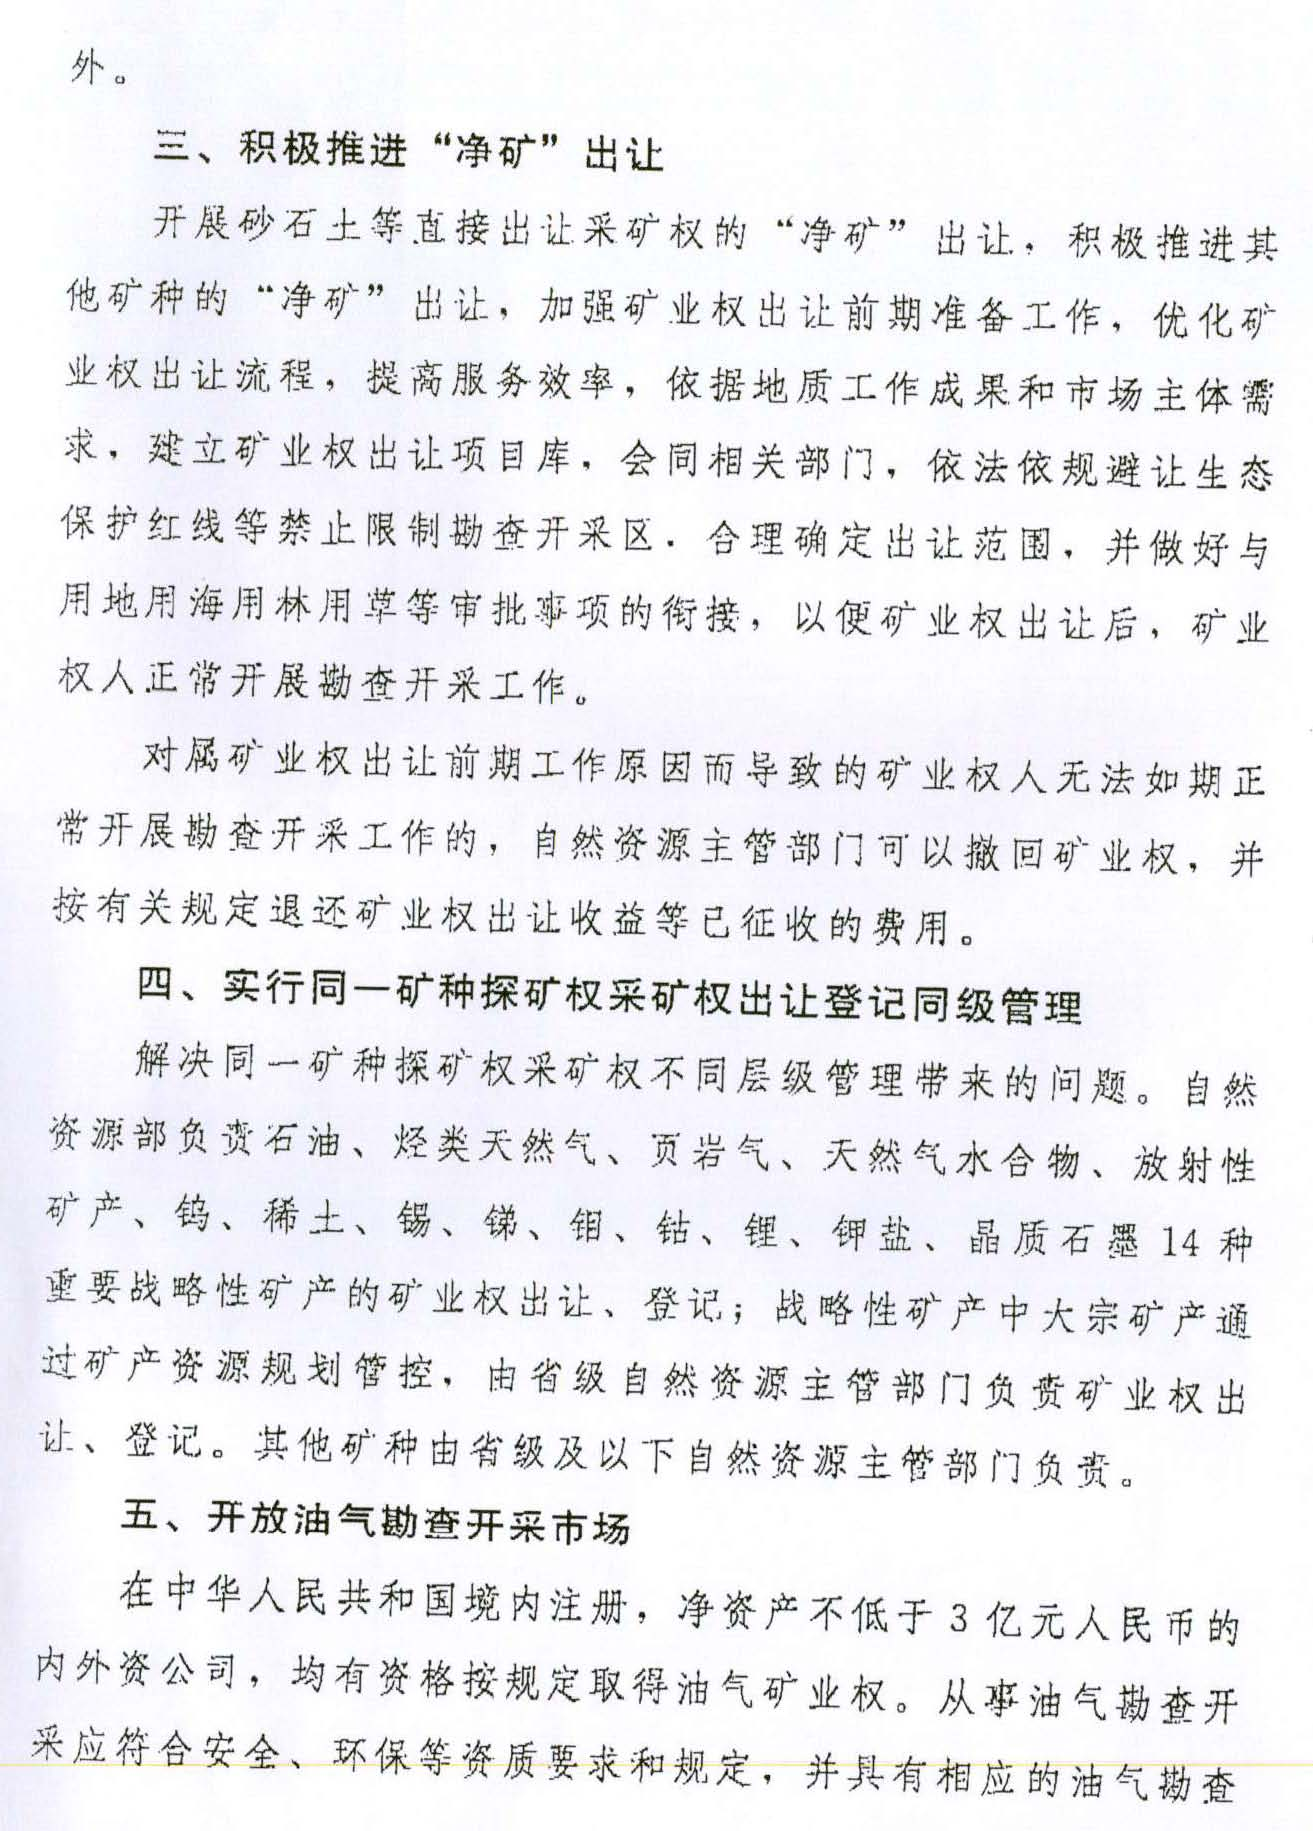 外。
三、积极推进“净矿”出让
开展砂石土等直接出让采矿权的“净矿”出让，积极推进其
他矿种的“净矿”出让，加强矿业权出让前期准备工作，优化矿
业权出让流程，提高服务效率，依据地质工作成果和市场主体需
求，建立矿业权出让项目库，会同相关部门，依法依规避让生态
保护红线等禁止限制勘查开采区．合理确定出让范围，并做好与
用地用海用林用草等审批事项的衔接，以便矿业权出让后，矿业
权人正常开展勘查开采工作。
对属矿业权出让前期工作原因而导致的矿业权人无法如期正
常开展勘查开采工作的，自然资源主管部门可以撤回矿业权，并
按有关规定退还矿业权出让收益等已征收的费用。
四、实行同一矿种探矿权采矿权出让登记同级管理
解决同一矿种探矿权采矿权不同层级管理带来的问题。自然
资源部负责石油、烃类天然气、页岩气、天然气水合物、放射性
矿产、钨、稀土、锡、锑、钼、钴、锂、钾盐、晶质石墨14种
重要战略性矿产的矿业权出让、登记；战略性矿产中大宗矿产通
过矿产资源规划管控，由省级自然资源主管部门负责矿业权出
让、登记。其他矿种由省级及以下自然资源主管部门负责。
五、开放油气勘查开采市场
在中华人民共和国境内注册，净资产不低于3亿元人民币的
内外资公司，均有资格按规定取得油气矿业权。从事油气勘查开
采应符合安全、环保等资质要求和规定，并具有相应的油气勘查